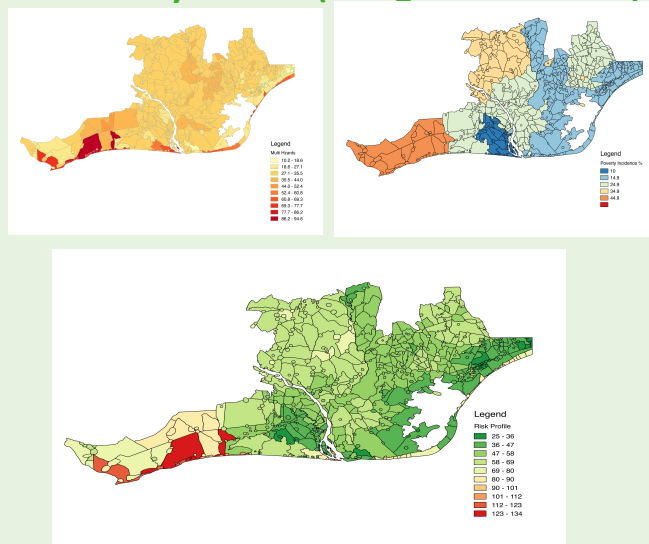 Legend
Multi Hzards
10.2 - 18.6
18.6 - 27.1
27.1 - 35.5
35.5 - 44.0
44.0 - 52.4
52.4 - 60.8
60.8 - 69.3
69.3 - 77.7
77.7 - 86.2
86.2 - 94.6
Legend
Poverty Incidence %
10
14.9
24.9
34.9
44.9
Legend
Risk Profile
25 - 36
36 - 47
47 - 58
58 - 69
69 - 80
80 - 90
90 - 101
101 - 112
112 - 123
123 - 134